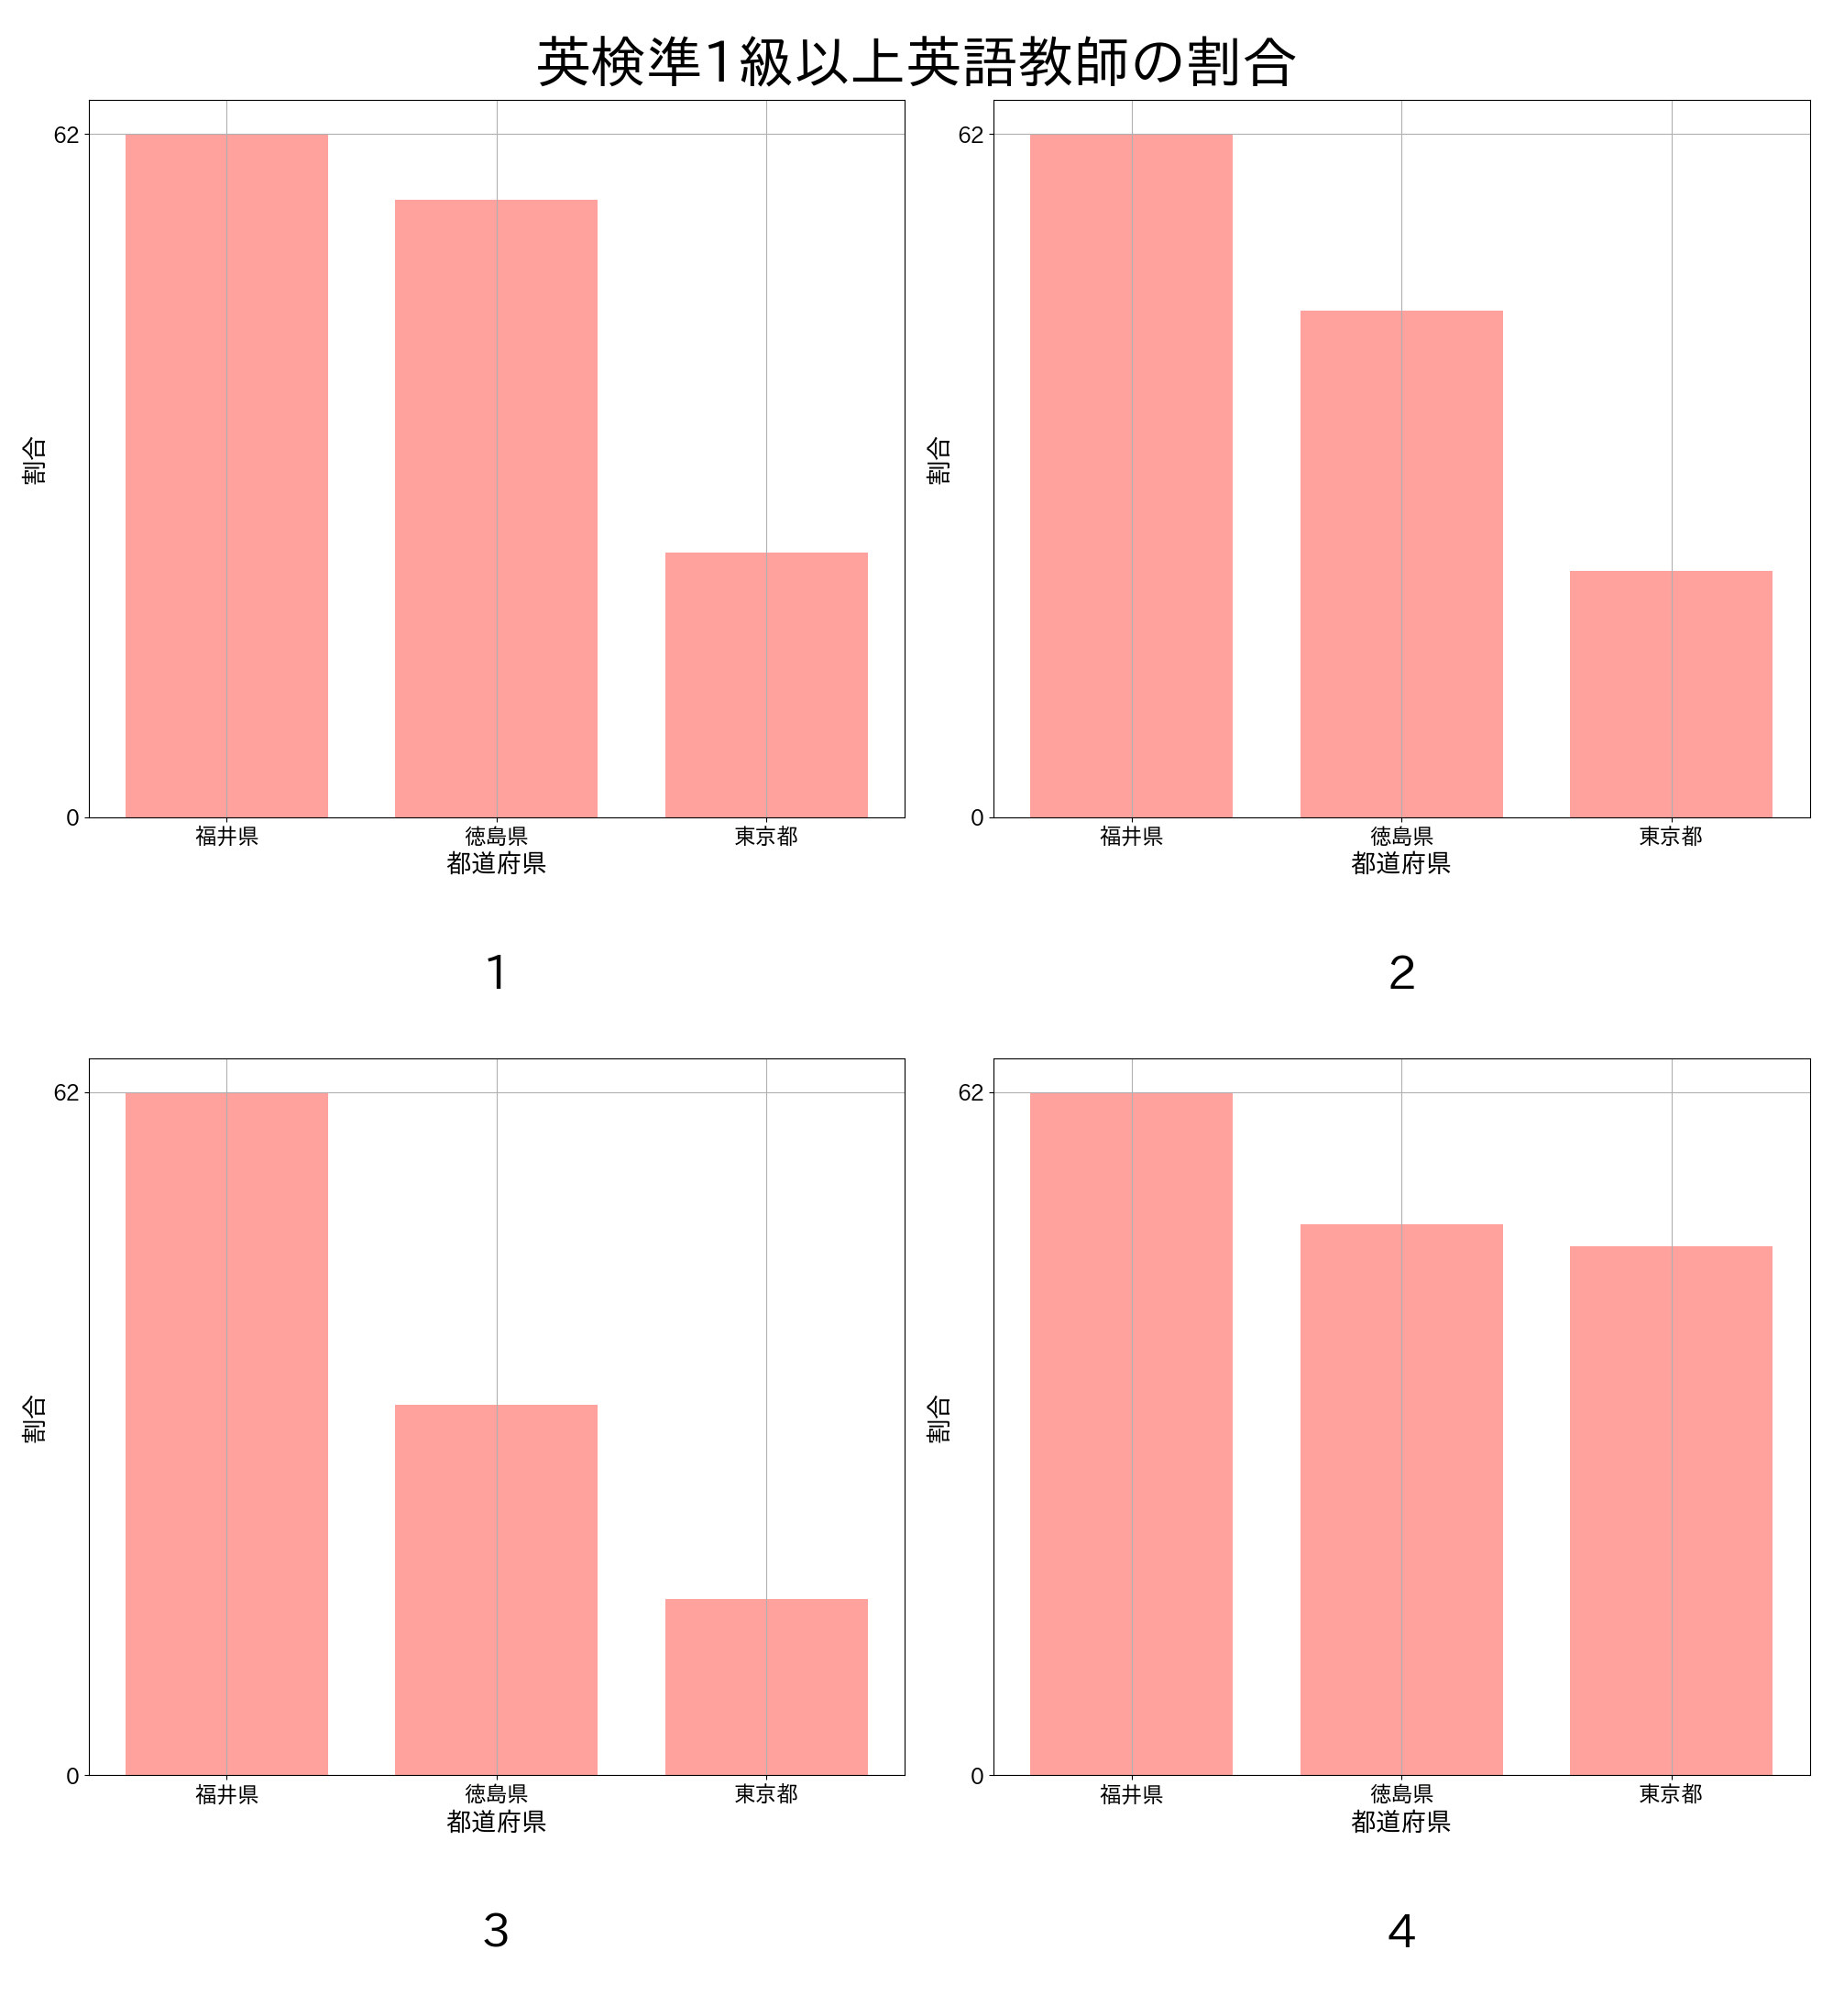 英検準1級以上英語教師の割合
62
0
割合
福井県
徳島県
東京都
都道府県
1
62
0
割合
福井県
徳島県
東京都
都道府県
2
62
0
割合
福井県
徳島県
東京都
都道府県
3
62
0
割合
福井県
徳島県
東京都
都道府県
4